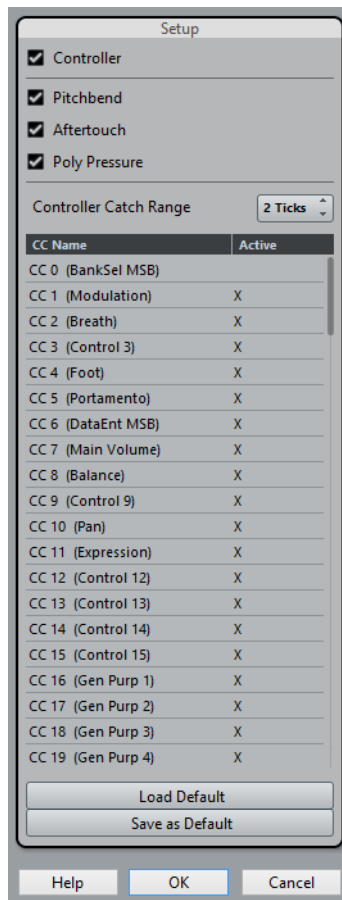 Setup
Controller
Pitchbend
Aftertouch
Poly Pressure
Controller Catch Range 2 Ticks
CC Name Active
CC 0 (BankSel MSB)
CC 1 (Modulation) X
CC 2 (Breath) X
CC 3 (Control 3) X
CC 4 (Foot) X
CC 5 (Portamento) X
CC 6 (DataEnt MSB) X
CC 7 (Main Volume) X
CC 8 (Balance) X
CC 9 (Control 9) X
CC 10 (Pan) X
CC 11 (Expression) X
CC 12 (Control 12) X
CC 13 (Control 13) X
CC 14 (Control 14) X
CC 15 (Control 15) X
CC 16 (Gen Purp 1) X
CC 17 (Gen Purp 2) X
CC 18 (Gen Purp 3) X
CC 19 (Gen Purp 4) X
Load Default
Save as Default
Help OK Cancel